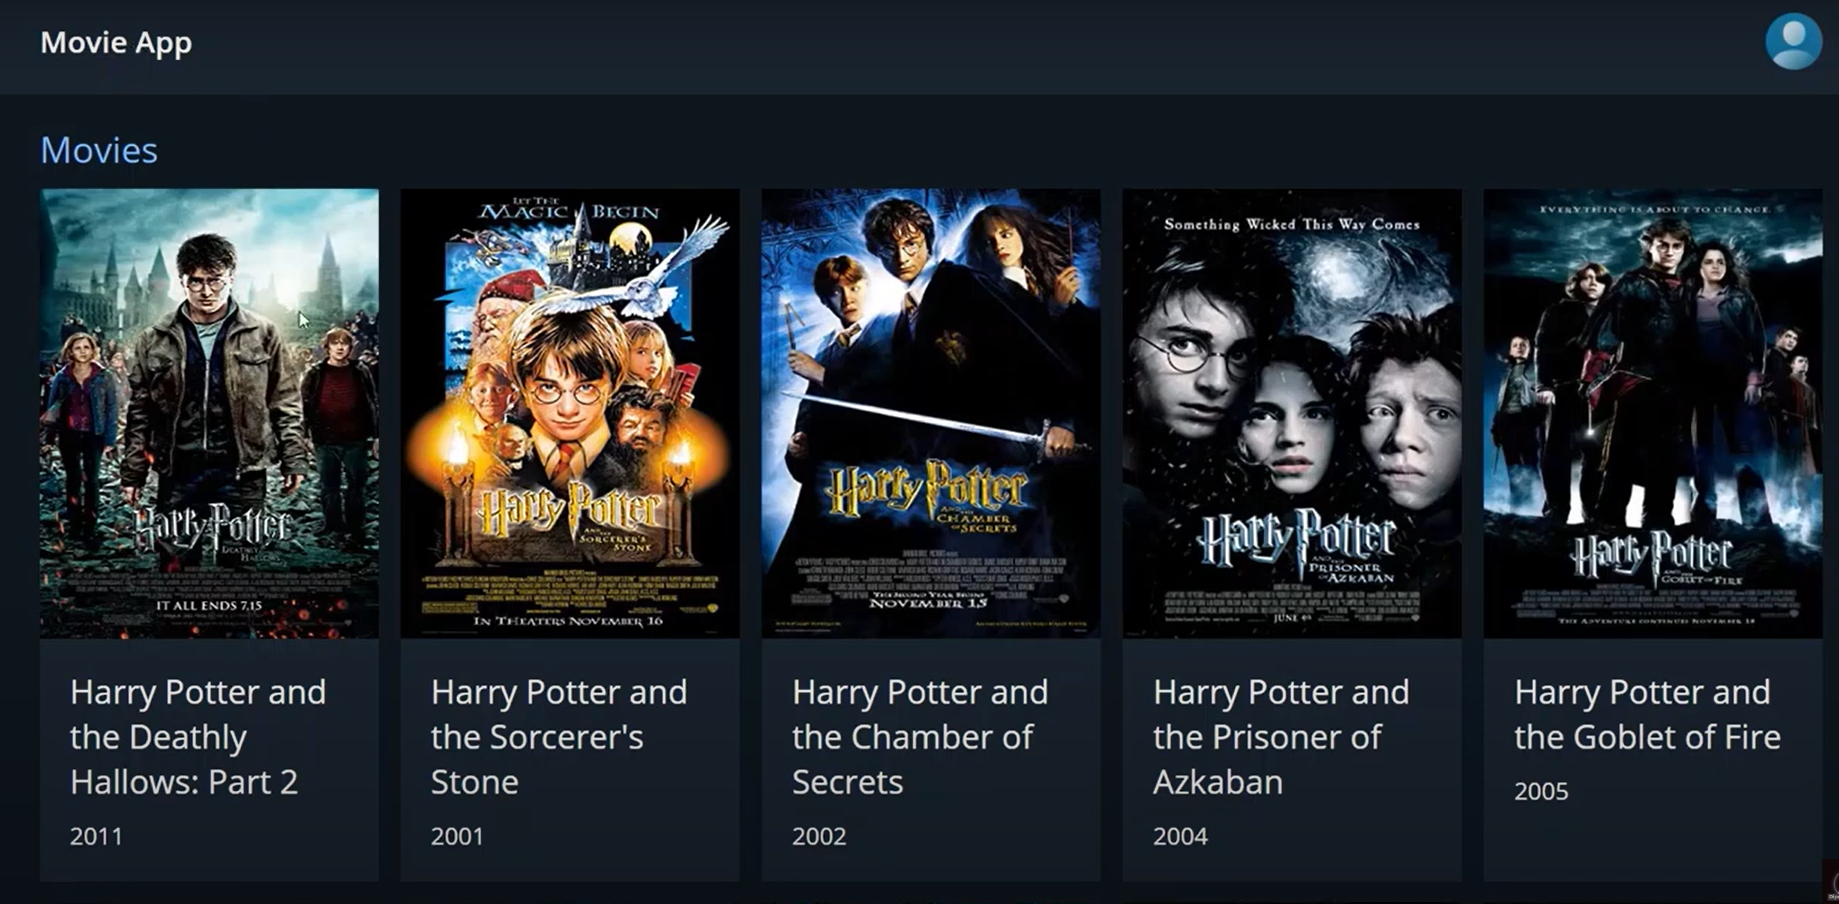 Movie App
Movies
Harry Potter
DEATHLY
HALLOWS
IT ALL ENDS 7.15
Harry Potter and
the Deathly
Hallows: Part 2
2011
LET THE
MAGIC BEGIN
Harry Potter
AND THE
SORCERER'S
STONE
IN THEATERS NOVEMBER 16
Harry Potter and
the Sorcerer's
Stone
2001
Harry Potter
AND THE
CHAMBER
OF SECRETS
THE SECOND YEAR BEGINS
NOVEMBER 15
Harry Potter and
the Chamber of
Secrets
2002
Something Wicked This Way Comes
Harry Potter
AND THE
PRISONER
OF AZKABAN
JUNE 4
Harry Potter and
the Prisoner of
Azkaban
2004
EVERYTHING IS ABOUT TO CHANGE.
Harry Potter
AND THE
GOBLET OF FIRE
THE ADVENTURE CONTINUES NOVEMBER 18
Harry Potter and
the Goblet of Fire
2005